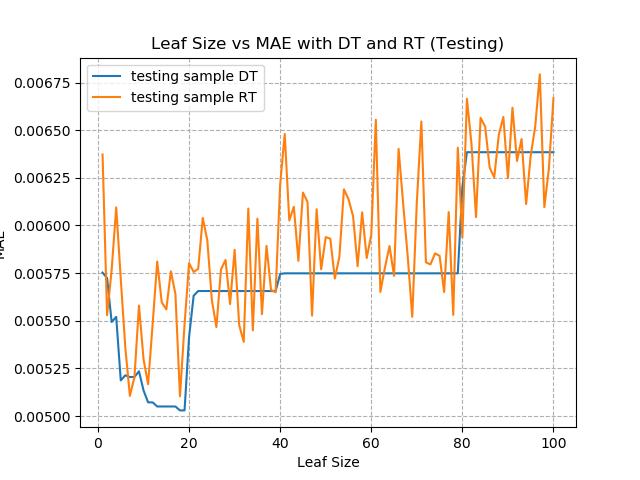 Leaf Size vs MAE with DT and RT (Testing)
testing sample DT
testing sample RT
0.00675
0.00650
0.00625
0.00600
0.00575
0.00550
0.00525
0.00500
MAE
0
20
40
60
80
100
Leaf Size